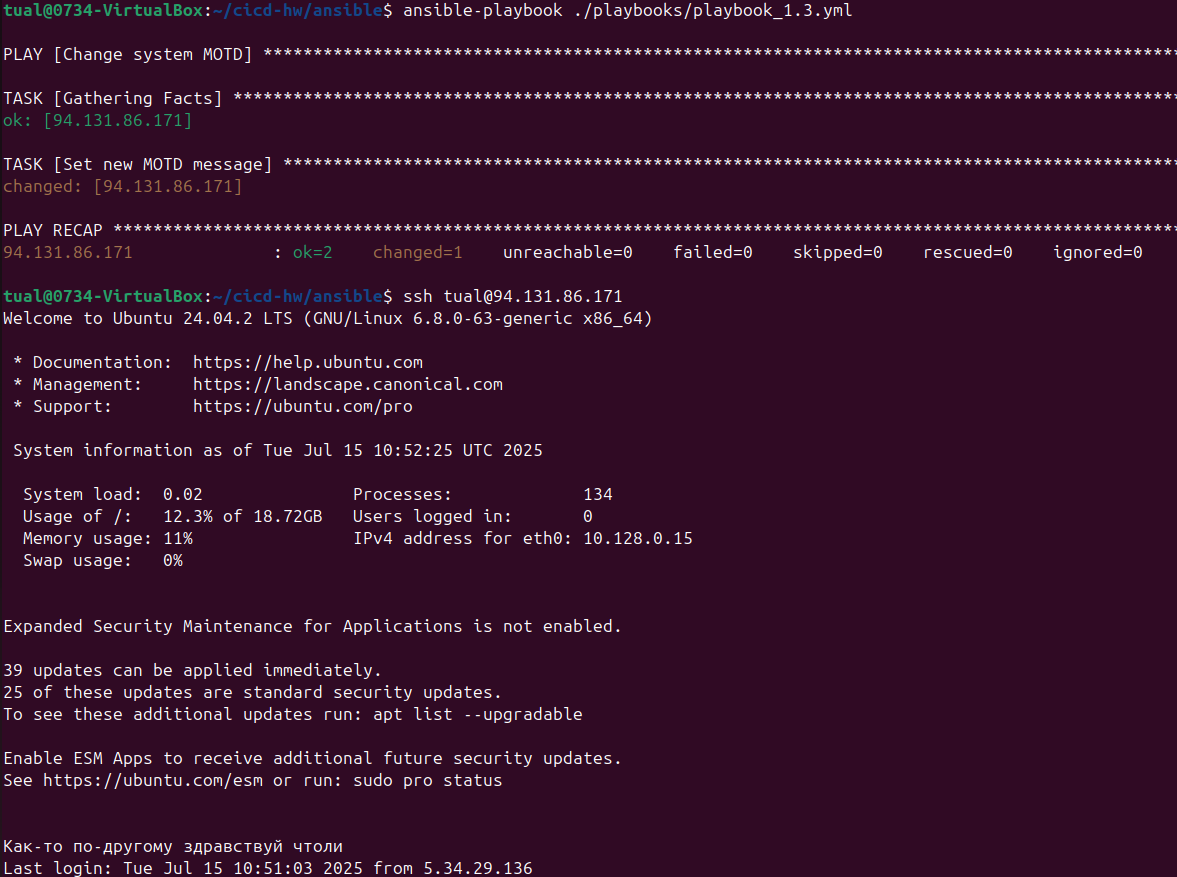 tual@0734-VirtualBox:~/cicd-hw/ansible$ ansible-playbook ./playbooks/playbook_1.3.yml
PLAY [Change system MOTD] *******************************************************************************************
TASK [Gathering Facts] **********************************************************************************************
ok: [94.131.86.171]
TASK [Set new MOTD message] *****************************************************************************************
changed: [94.131.86.171]
PLAY RECAP **********************************************************************************************************
94.131.86.171              : ok=2    changed=1    unreachable=0    failed=0    skipped=0    rescued=0    ignored=0
tual@0734-VirtualBox:~/cicd-hw/ansible$ ssh tual@94.131.86.171
Welcome to Ubuntu 24.04.2 LTS (GNU/Linux 6.8.0-63-generic x86_64)
 * Documentation:  https://help.ubuntu.com
 * Management:     https://landscape.canonical.com
 * Support:        https://ubuntu.com/pro
 System information as of Tue Jul 15 10:52:25 UTC 2025
  System load:  0.02               Processes:             134
  Usage of /:   12.3% of 18.72GB   Users logged in:       0
  Memory usage: 11%                IPv4 address for eth0: 10.128.0.15
  Swap usage:   0%
Expanded Security Maintenance for Applications is not enabled.
39 updates can be applied immediately.
25 of these updates are standard security updates.
To see these additional updates run: apt list --upgradable
Enable ESM Apps to receive additional future security updates.
See https://ubuntu.com/esm or run: sudo pro status
Как-то по-другому здравствуй чтоли
Last login: Tue Jul 15 10:51:03 2025 from 5.34.29.136